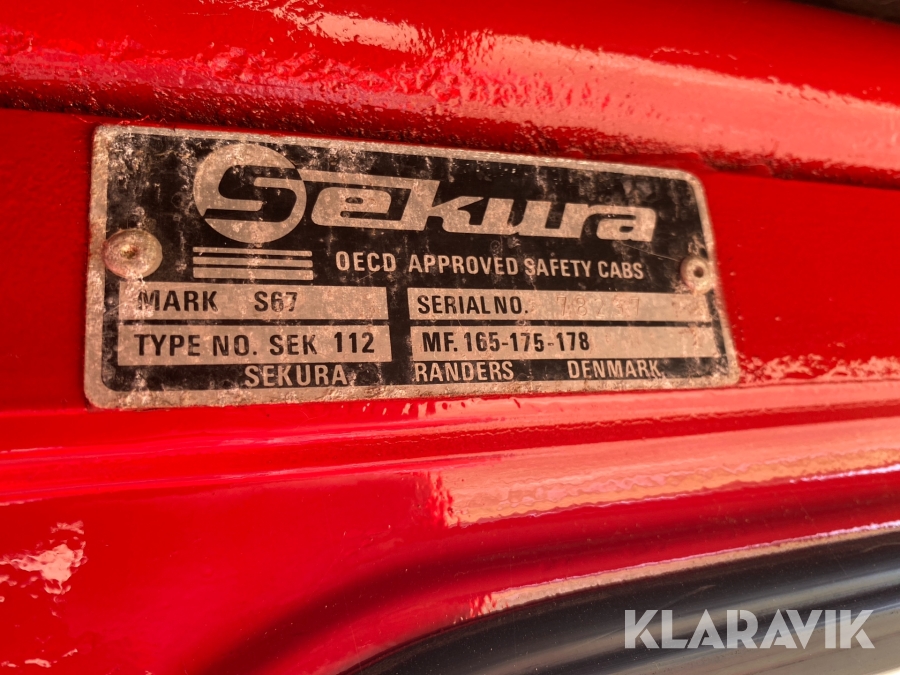 Sekura
OECD APPROVED SAFETY CABS
MARK S67
SERIAL NO.
TYPE NO. SEK 112
MF. 165-175-178
SEKURA RANDERS DENMARK
KLARAVIK